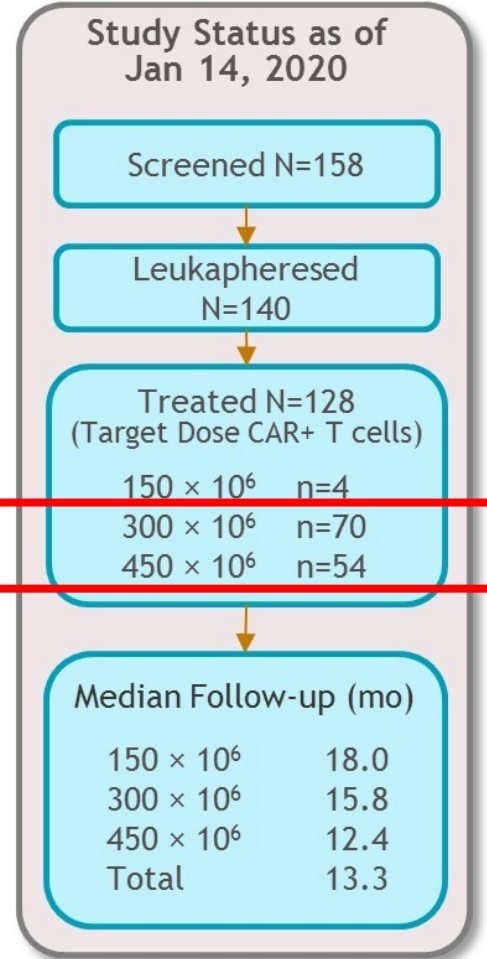 Study Status as of
Jan 14, 2020
Screened N=158
Leukapheresed
N=140
Treated N=128
(Target Dose CAR+ T cells)
150 × 10⁶ n=4
300 × 10⁶ n=70
450 × 10⁶ n=54
Median Follow-up (mo)
150 × 10⁶ 18.0
300 × 10⁶ 15.8
450 × 10⁶ 12.4
Total 13.3